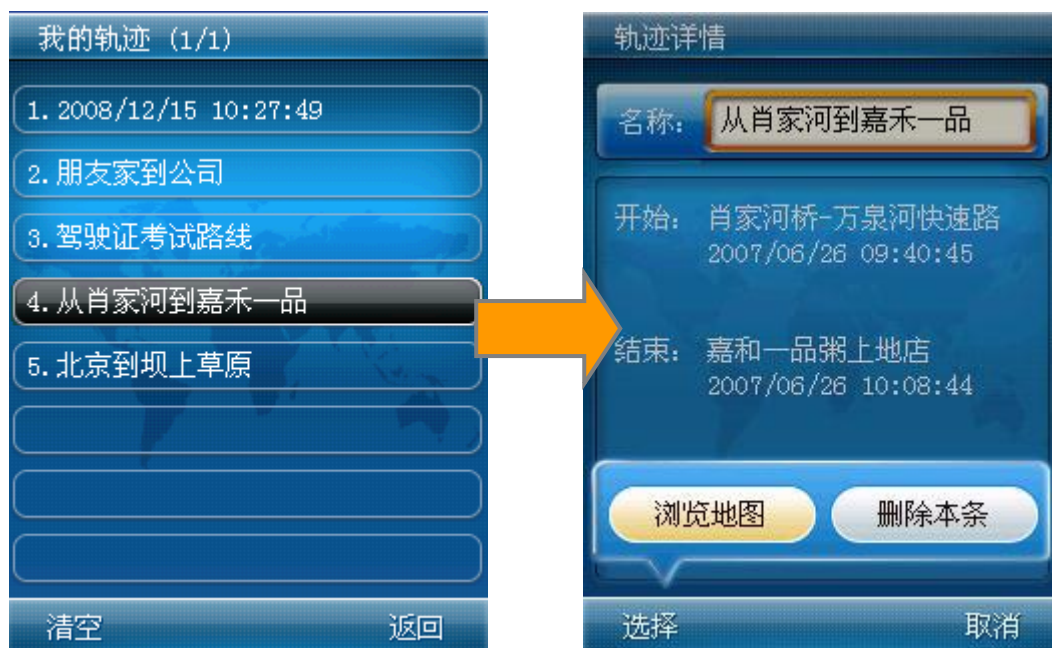 我的轨迹 (1/1)
1.2008/12/15 10:27:49
2.朋友家到公司
3.驾驶证考试路线
4.从肖家河到嘉禾一品
5.北京到坝上草原
清空 返回
轨迹详情
名称: 从肖家河到嘉禾一品
开始: 肖家河桥-万泉河快速路
2007/06/26 09:40:45
结束: 嘉和一品粥上地店
2007/06/26 10:08:44
浏览地图 删除本条
选择 取消